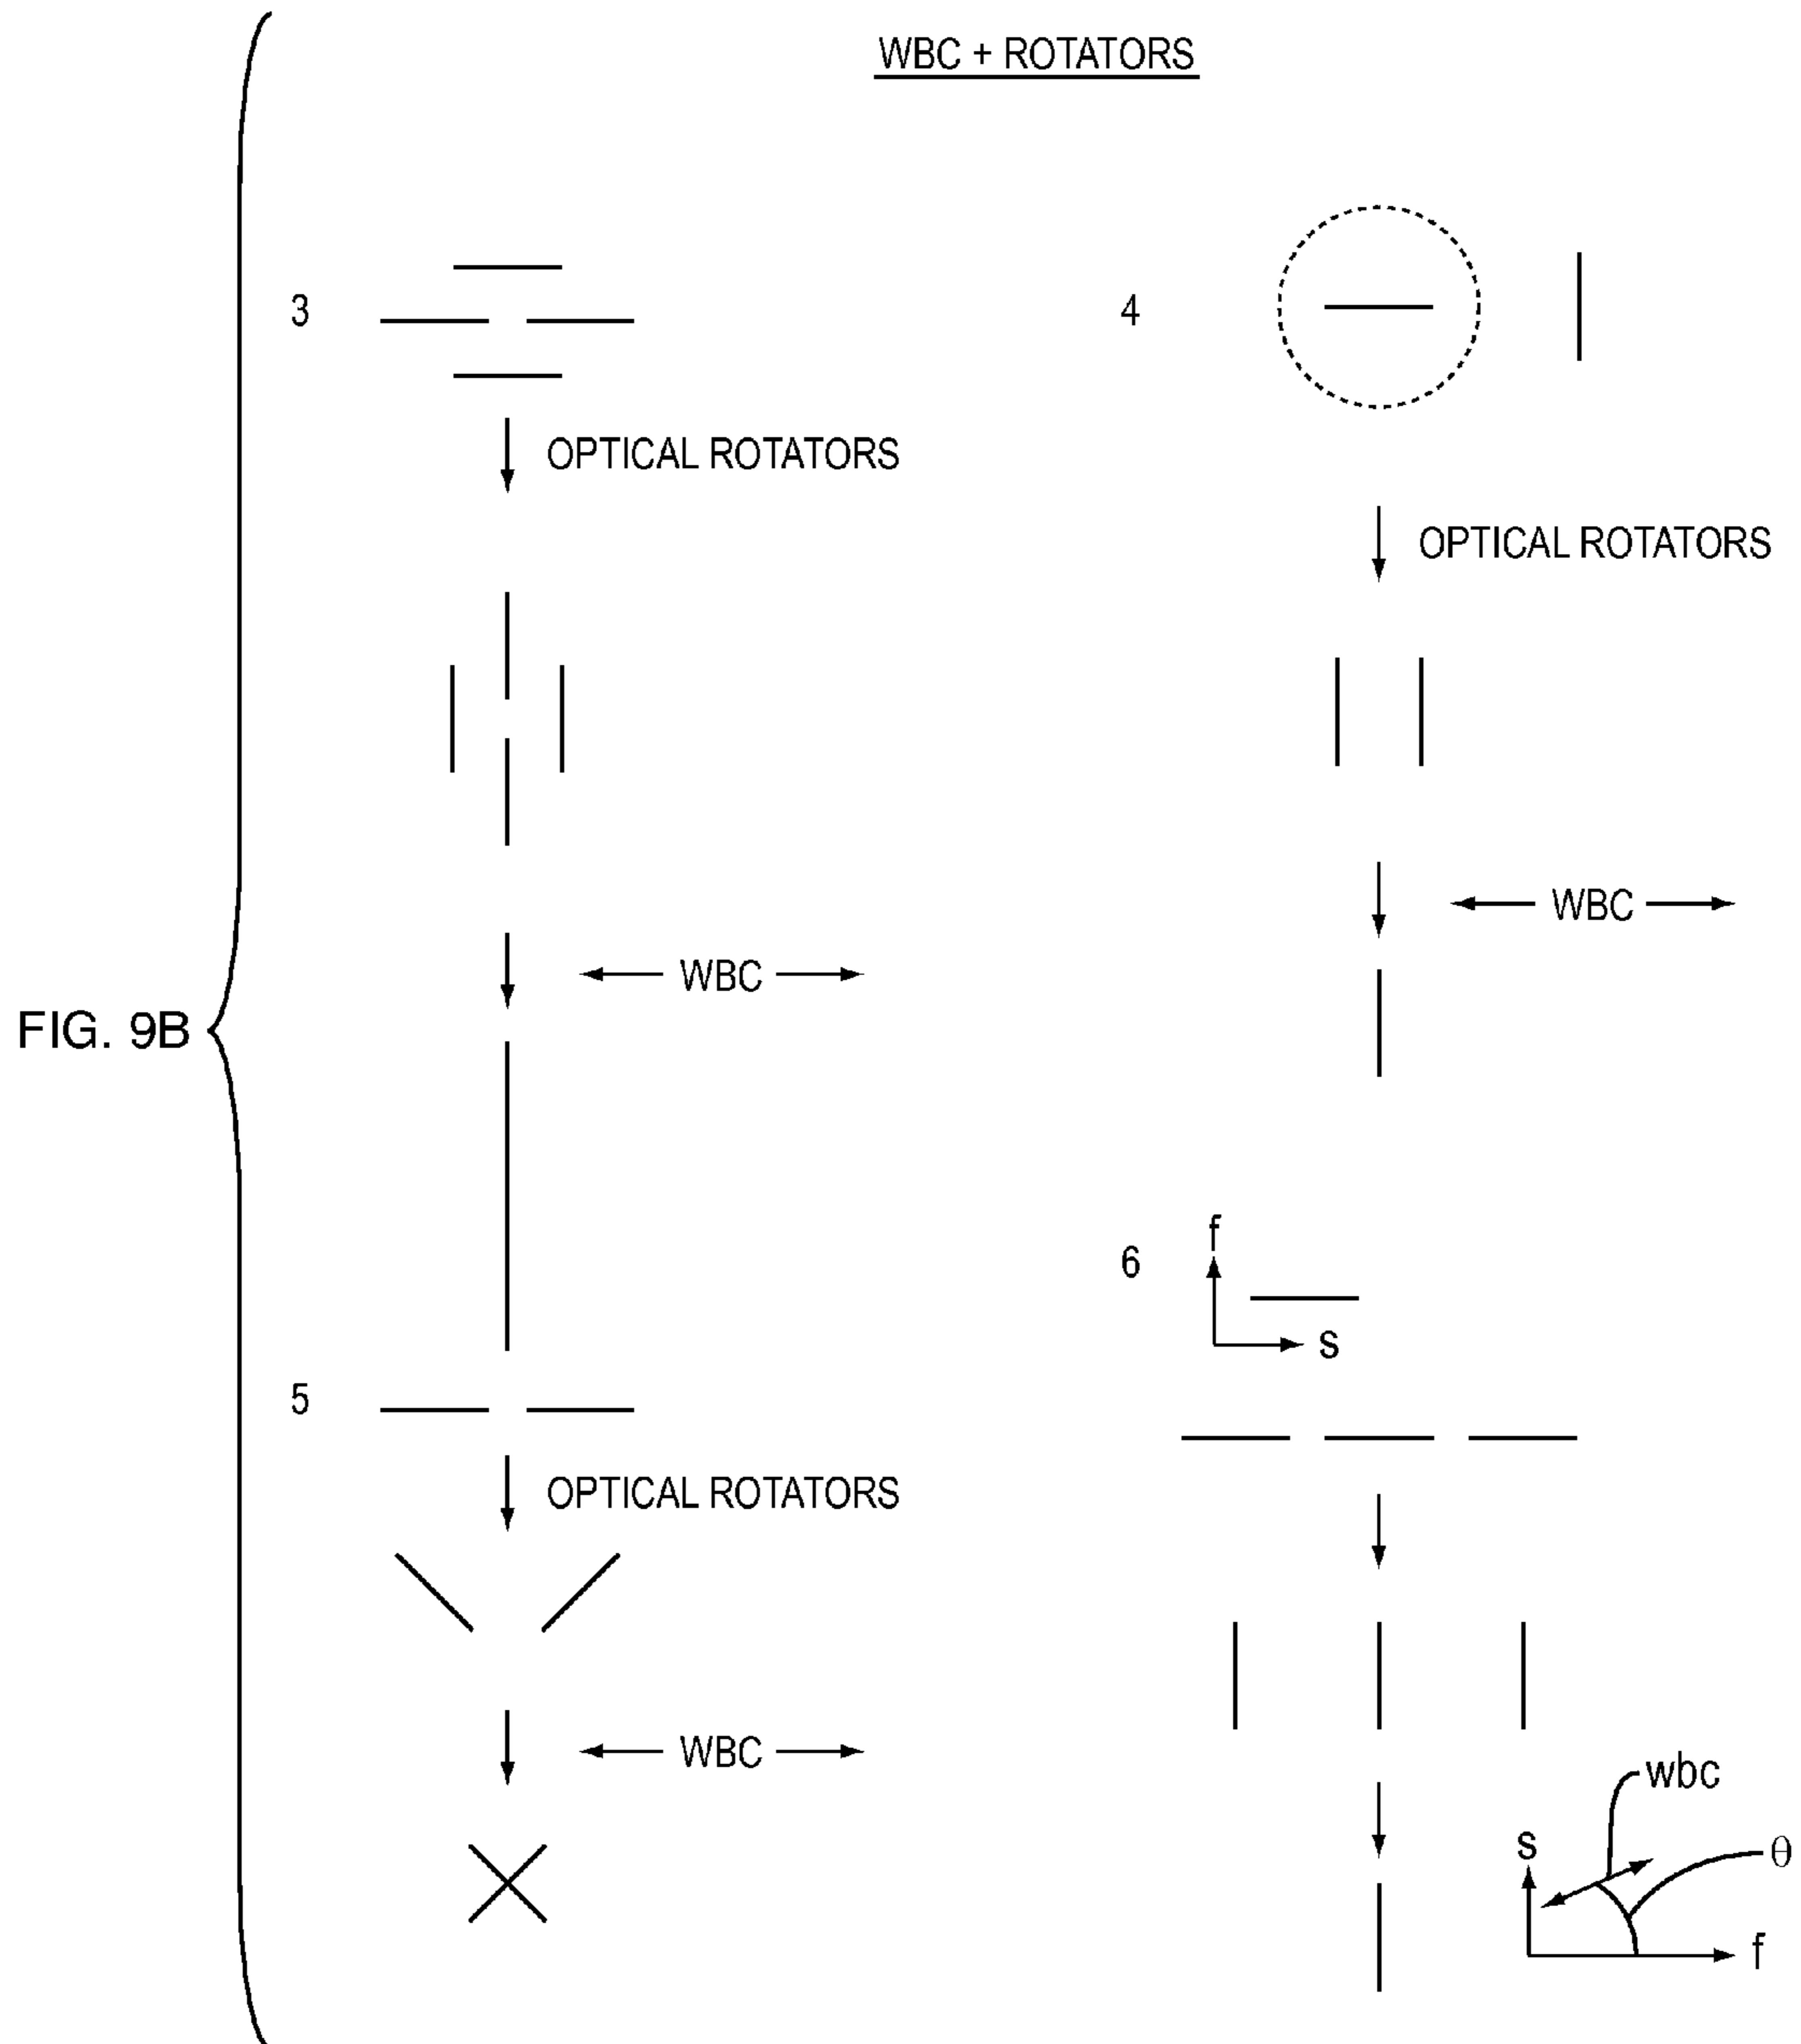 WBC + ROTATORS
3
4
OPTICAL ROTATORS
OPTICAL ROTATORS
WBC
WBC
FIG. 9B
6
f
s
5
OPTICAL ROTATORS
WBC
wbc
s
θ
f